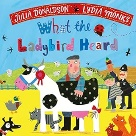 JULIA DONALDSON LYDIA MONKS
What the
Ladybird Heard